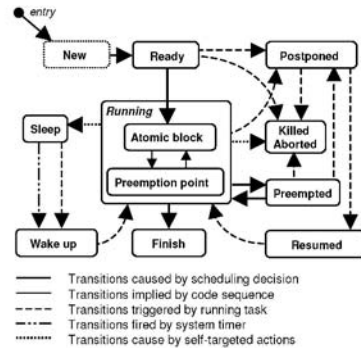 entry
New
Ready
Postponed
Running
Sleep
Atomic block
Killed
Aborted
Preemption point
Preempted
Wake up
Finish
Resumed
Transitions caused by scheduling decision
Transitions implied by code sequence
Transitions triggered by running task
Transitions fired by system timer
Transitions cause by self-targeted actions